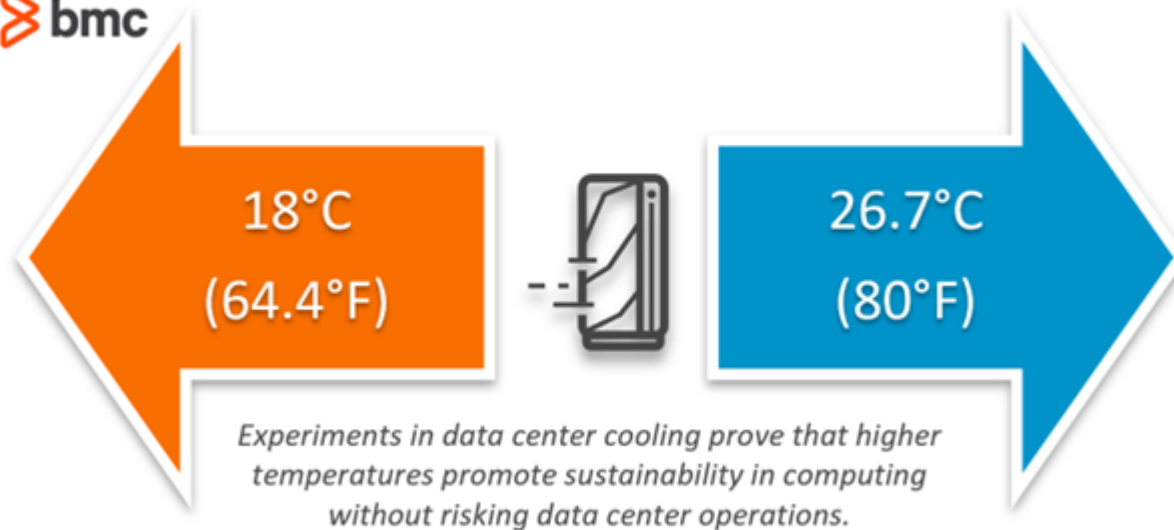 bmc
18°C
(64.4°F)
26.7°C
(80°F)
Experiments in data center cooling prove that higher
temperatures promote sustainability in computing
without risking data center operations.